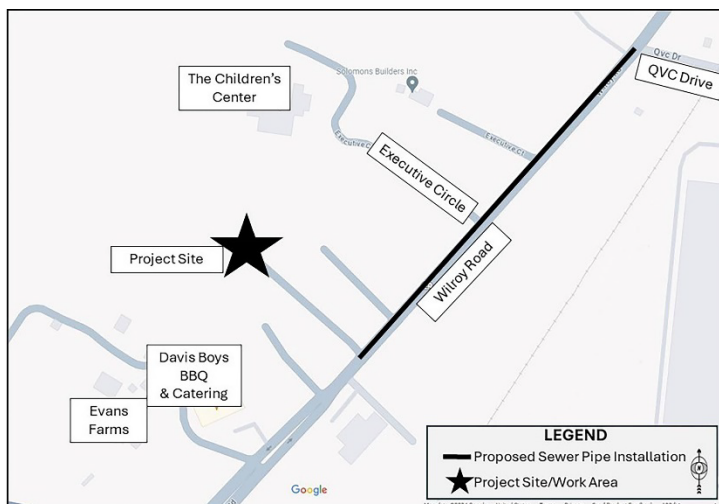 The Children's
Center
Solomons Builders Inc
Qvc Dr
QVC Drive
Executive Ct
Executive Circle
Project Site
Wilroy Road
Davis Boys
BBQ
& Catering
Evans
Farms
LEGEND
Proposed Sewer Pipe Installation
Project Site/Work Area
N
Google